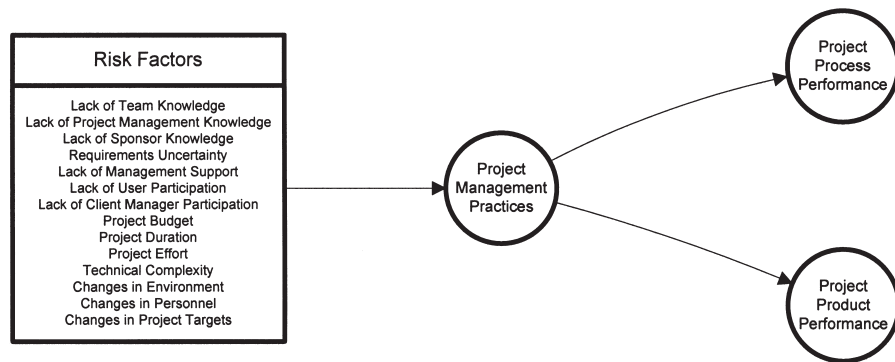 Risk Factors
Lack of Team Knowledge
Lack of Project Management Knowledge
Lack of Sponsor Knowledge
Requirements Uncertainty
Lack of Management Support
Lack of User Participation
Lack of Client Manager Participation
Project Budget
Project Duration
Project Effort
Technical Complexity
Changes in Environment
Changes in Personnel
Changes in Project Targets
Project
Management
Practices
Project
Process
Performance
Project
Product
Performance